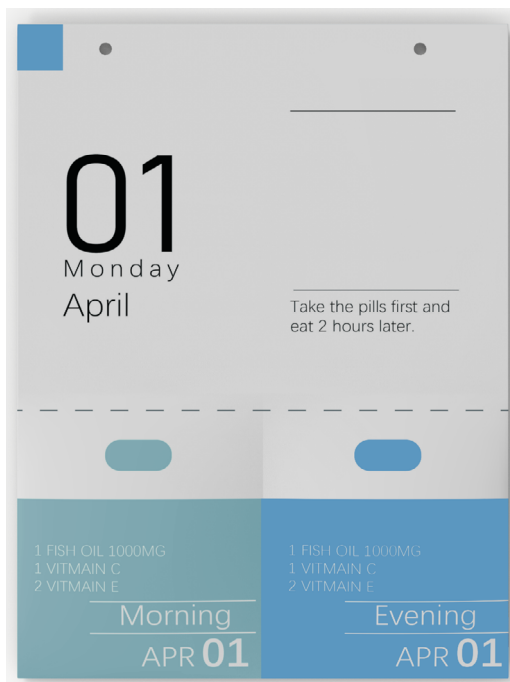 01
Monday
April
Take the pills first and
eat 2 hours later.
1 FISH OIL 1000MG
1 VITMAIN C
2 VITMAIN E
Morning
APR 01
1 FISH OIL 1000MG
1 VITMAIN C
2 VITMAIN E
Evening
APR 01